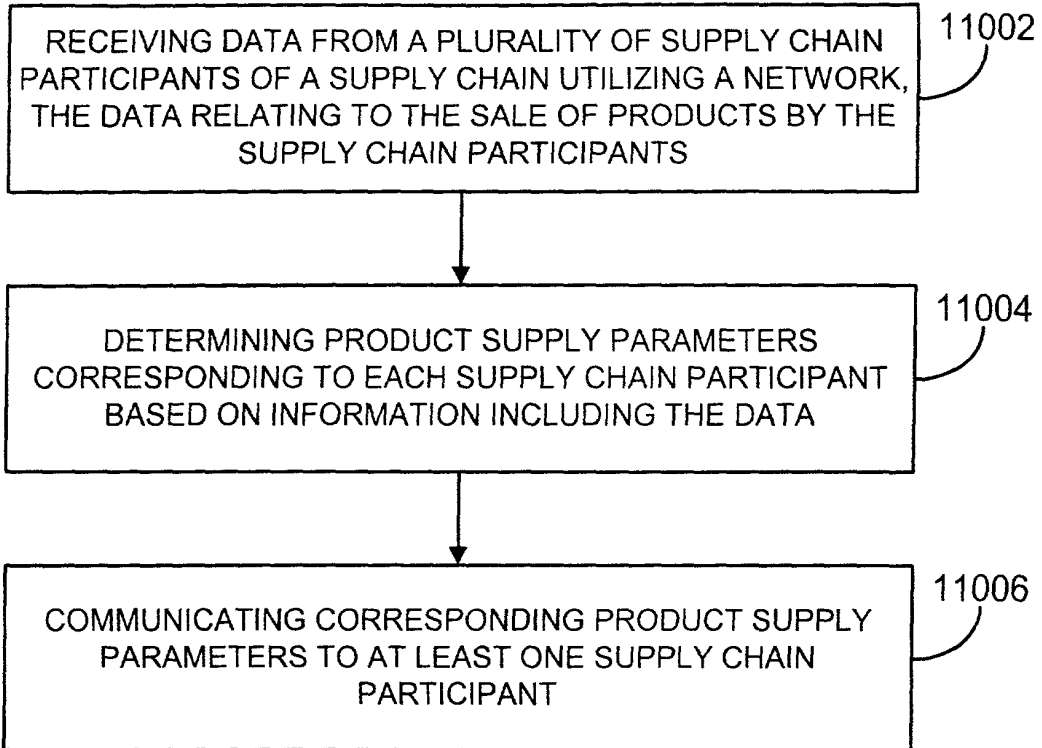 RECEIVING DATA FROM A PLURALITY OF SUPPLY CHAIN
PARTICIPANTS OF A SUPPLY CHAIN UTILIZING A NETWORK,
THE DATA RELATING TO THE SALE OF PRODUCTS BY THE
SUPPLY CHAIN PARTICIPANTS
11002
DETERMINING PRODUCT SUPPLY PARAMETERS
CORRESPONDING TO EACH SUPPLY CHAIN PARTICIPANT
BASED ON INFORMATION INCLUDING THE DATA
11004
COMMUNICATING CORRESPONDING PRODUCT SUPPLY
PARAMETERS TO AT LEAST ONE SUPPLY CHAIN
PARTICIPANT
11006